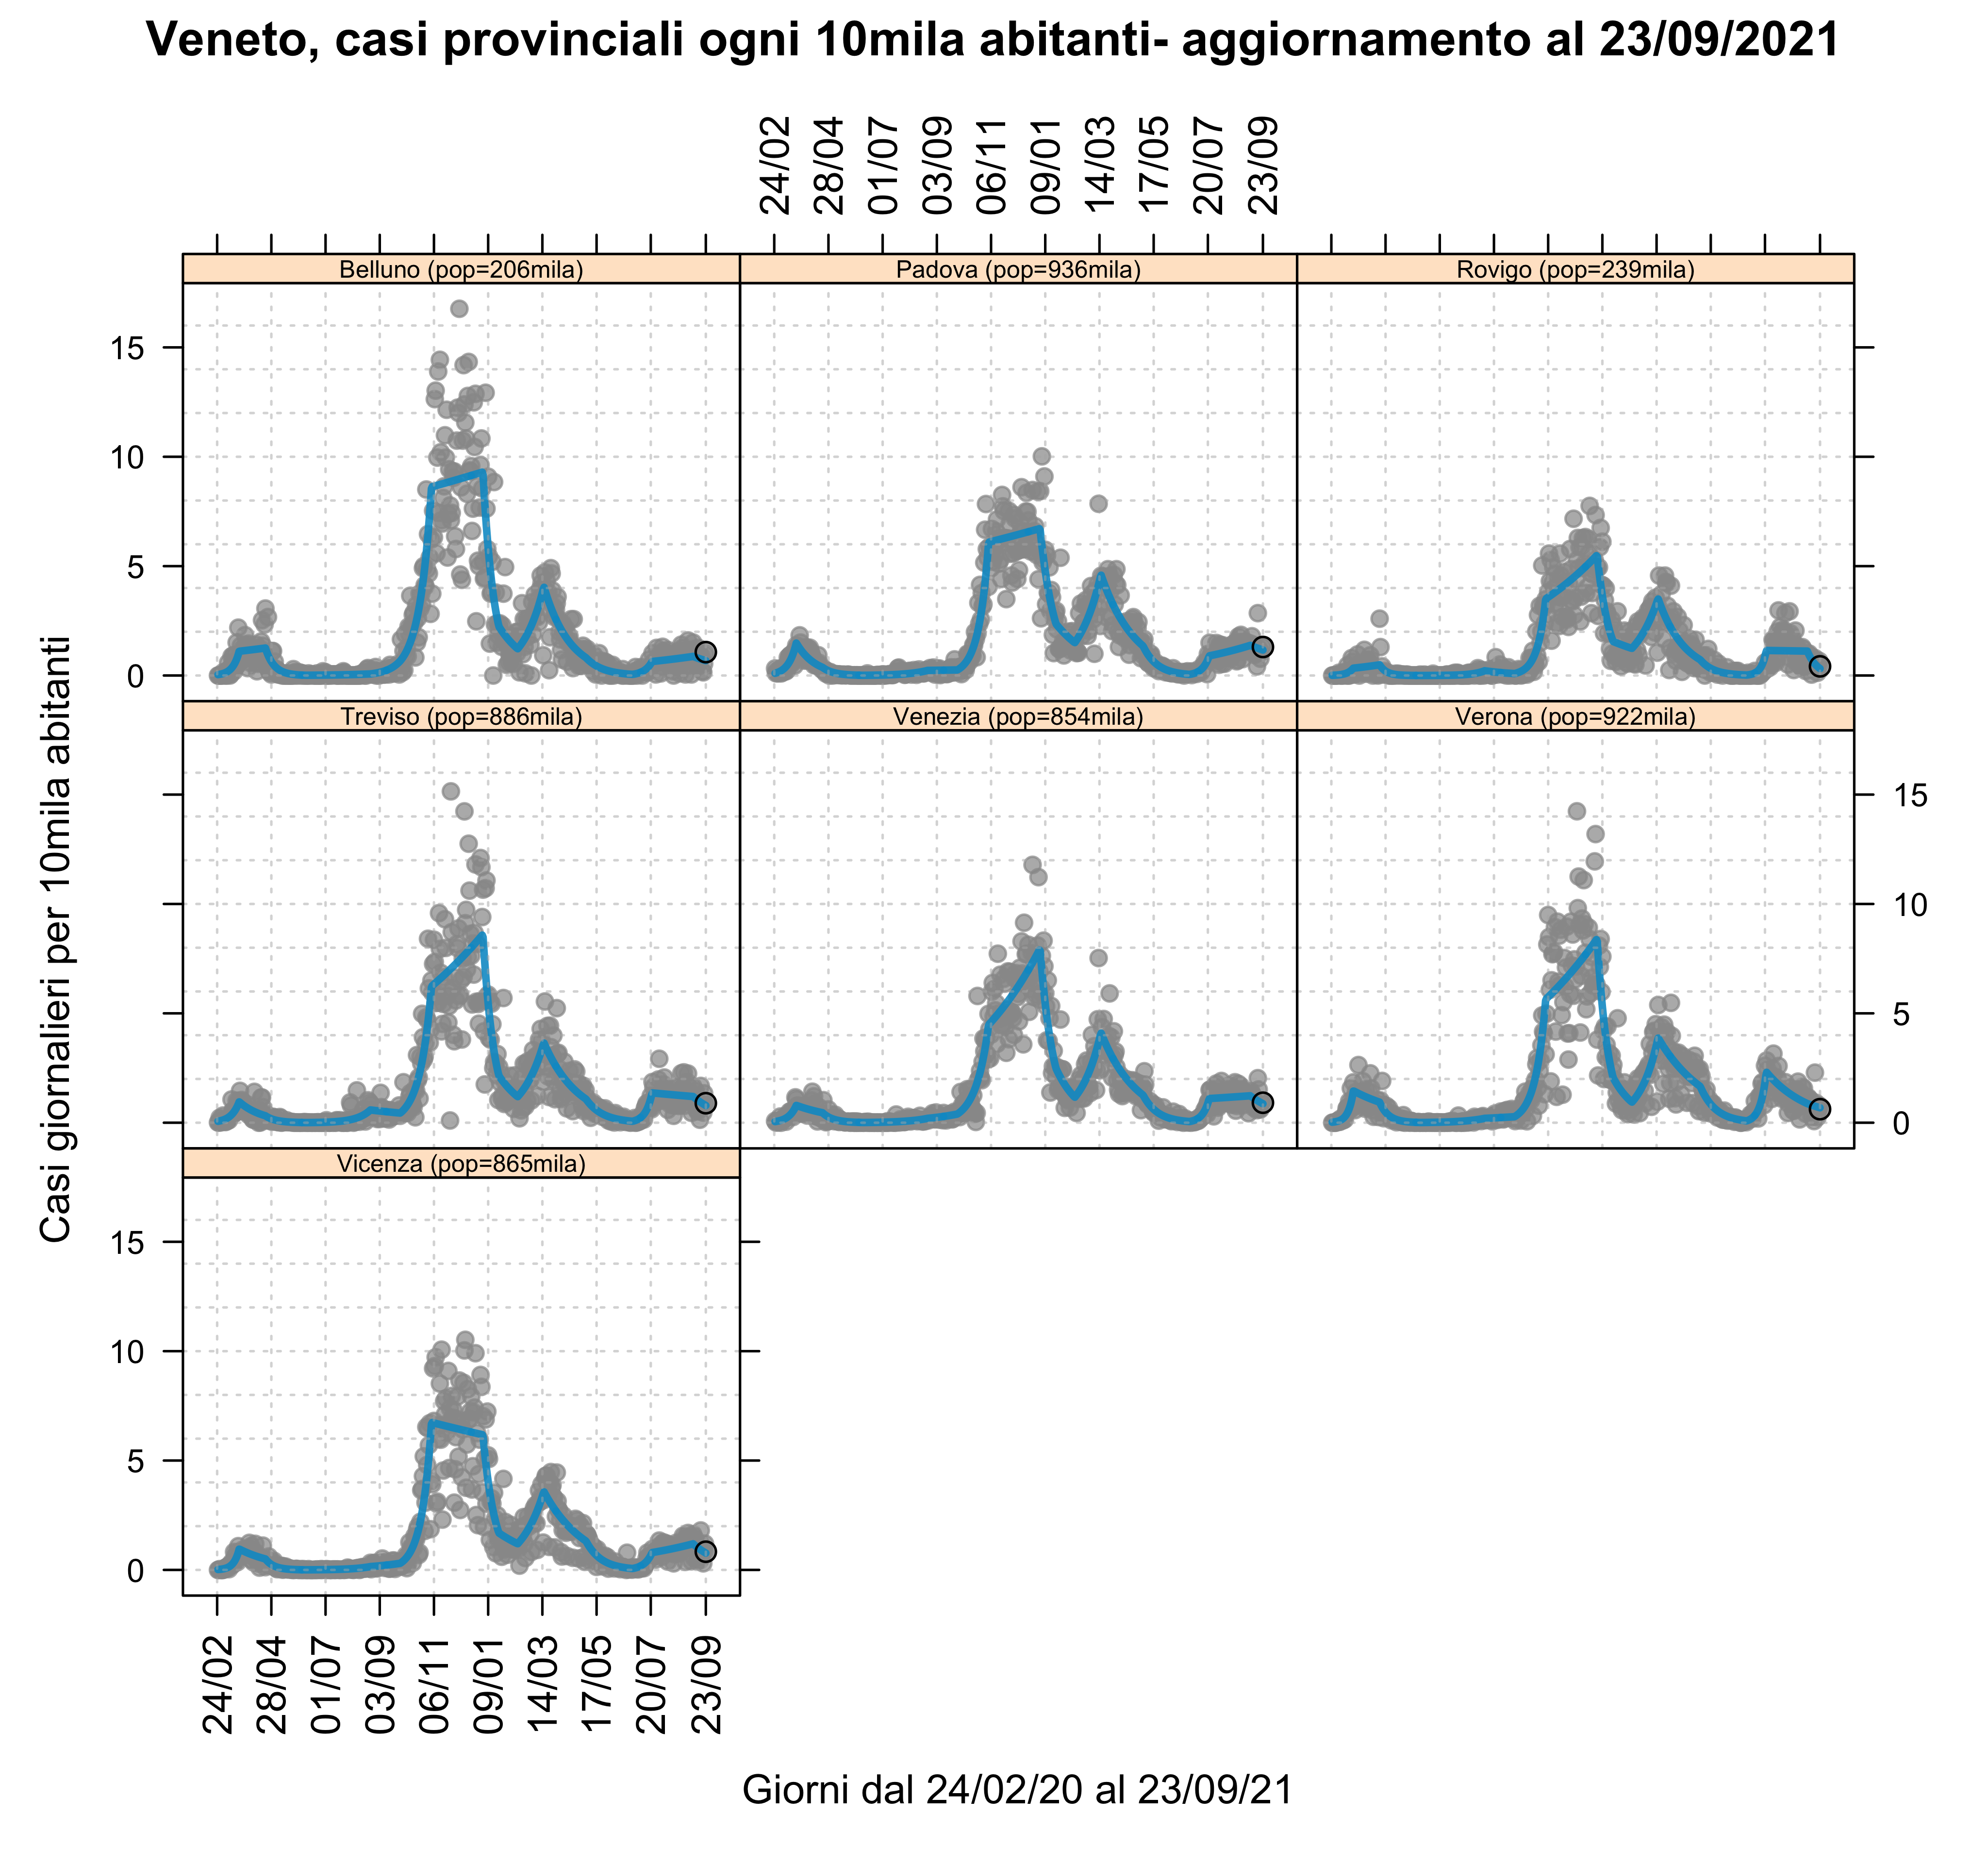 Veneto, casi provinciali ogni 10mila abitanti- aggiornamento al 23/09/2021
24/02 28/04 01/07 03/09 06/11 09/01 14/03 17/05 20/07 23/09
Belluno (pop=206mila) Padova (pop=936mila) Rovigo (pop=239mila)
15
10
5
0
Treviso (pop=886mila) Venezia (pop=854mila) Verona (pop=922mila)
15
10
5
0
Vicenza (pop=865mila)
15
10
5
0
24/02 28/04 01/07 03/09 06/11 09/01 14/03 17/05 20/07 23/09
Casi giornalieri per 10mila abitanti
Giorni dal 24/02/20 al 23/09/21